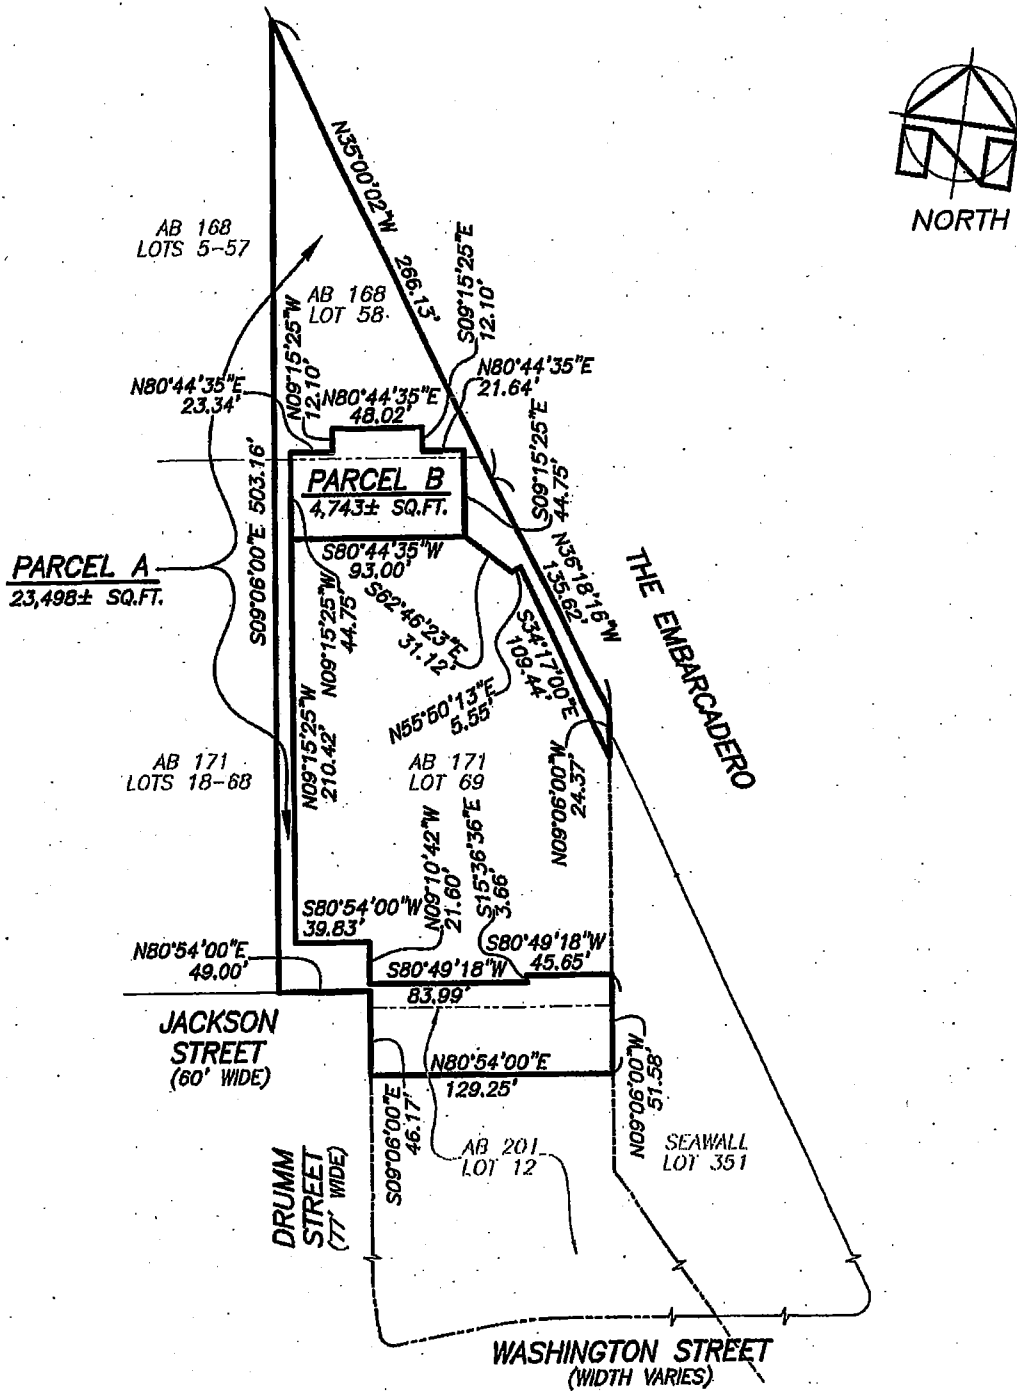 NORTH
N35°00'02"W 266.13'
AB 168
LOTS 5-57
AB 168
LOT 58
S09°15'25"E
12.10'
N09°15'25"W
12.10'
N80°44'35"E
23.34'
N80°44'35"E
48.02'
N80°44'35"E
21.64'
S09°15'25"E
44.75'
PARCEL B
4,743± SQ.FT.
S09°06'00"E 503.16'
S80°44'35"W
93.00'
N36°18'16"W
135.62'
THE EMBARCADERO
PARCEL A
23,498± SQ.FT.
N09°15'25"W
44.75'
S62°46'23"E
31.12'
S34°17'00"E
109.44'
N55°50'13"E
5.55'
N09°15'25"W
210.42'
AB 171
LOTS 18-68
AB 171
LOT 69
N09°06'00"W
24.37'
N09°10'42"W
21.60'
S15°36'36"E
3.66'
S80°54'00"W
39.83'
N80°54'00"E
49.00'
S80°49'18"W
83.99'
S80°49'18"W
45.65'
JACKSON
STREET
(60' WIDE)
N80°54'00"E
129.25'
N09°06'00"W
51.58'
S09°06'00"E
46.17'
AB 201
LOT 12
SEAWALL
LOT 351
DRUMM
STREET
(77' WIDE)
WASHINGTON STREET
(WIDTH VARIES)